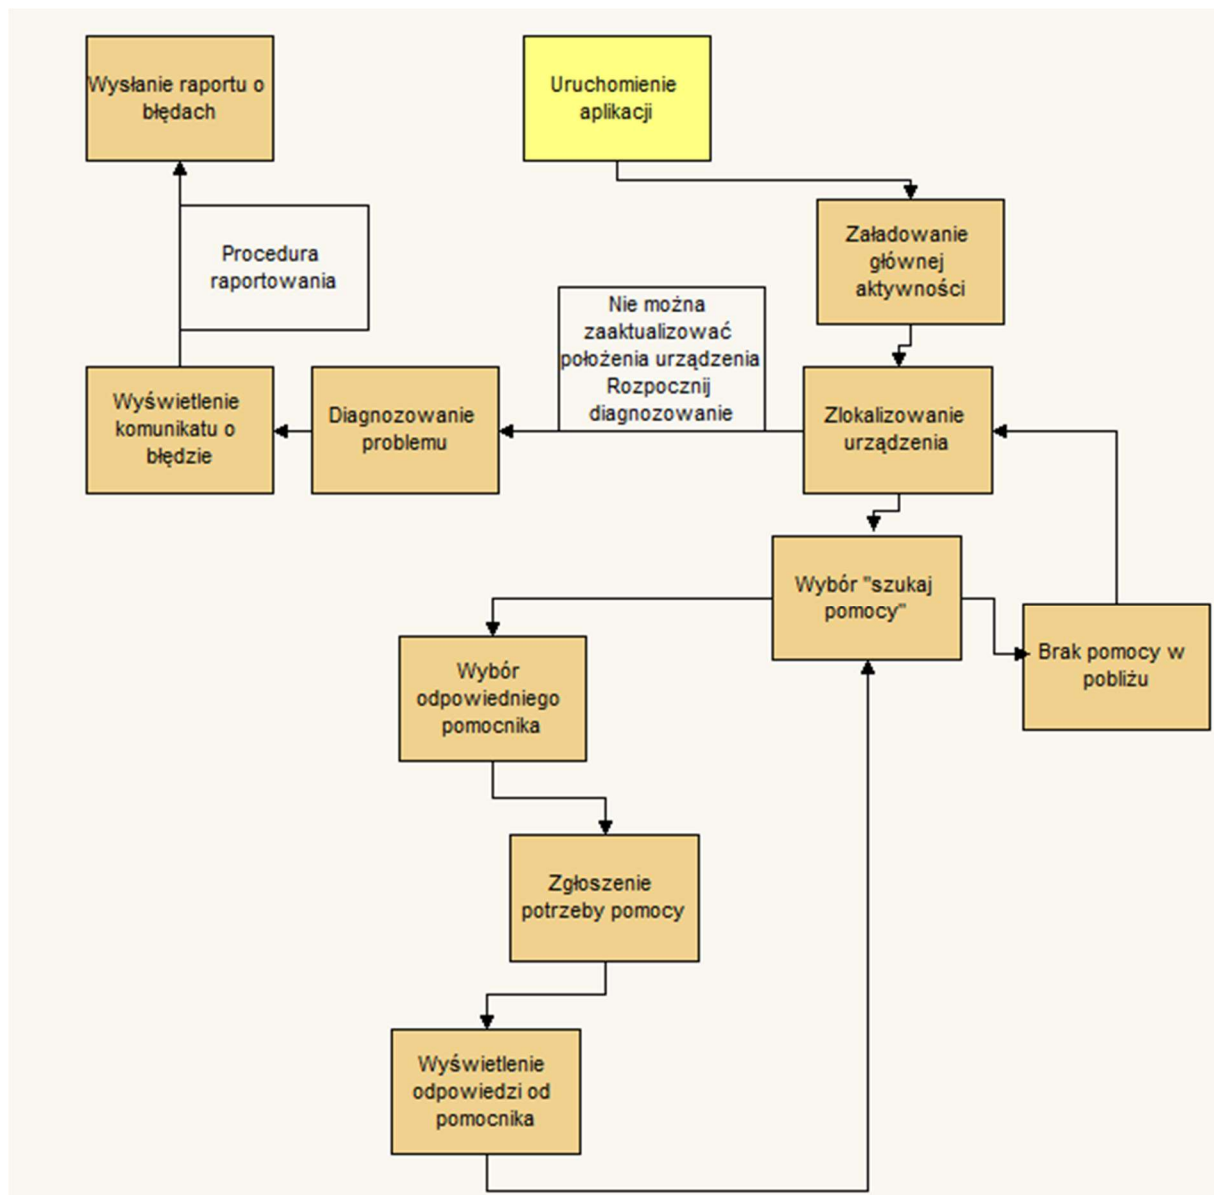 Wysłanie raportu o
błędach
Uruchomienie
aplikacji
Załadowanie
głównej
aktywności
Procedura
raportowania
Nie można
zaaktualizować
położenia urządzenia
Rozpocznij
diagnozowanie
Wyświetlenie
komunikatu o
błędzie
Diagnozowanie
problemu
Zlokalizowanie
urządzenia
Wybór "szukaj
pomocy"
Brak pomocy w
pobliżu
Wybór
odpowiedniego
pomocnika
Zgłoszenie
potrzeby pomocy
Wyświetlenie
odpowiedzi od
pomocnika